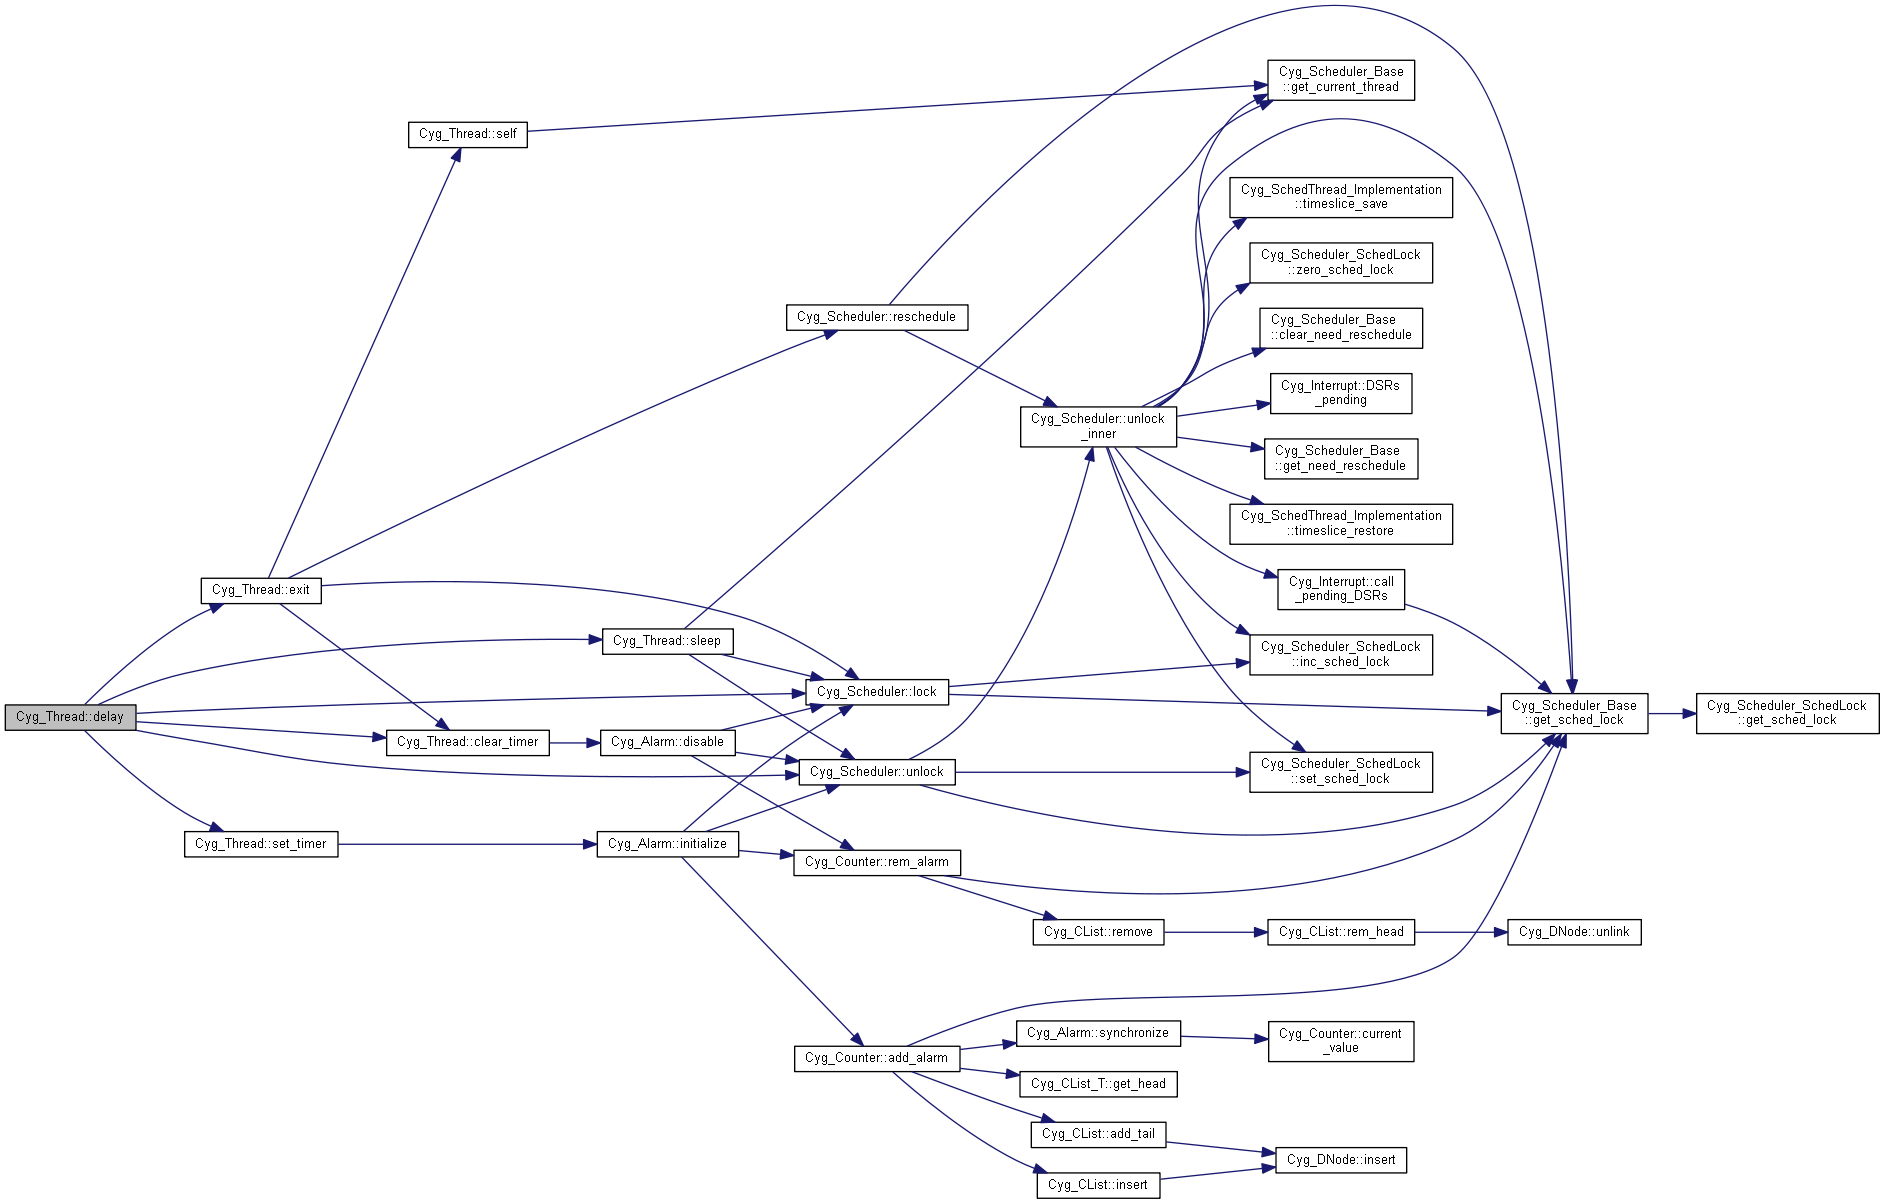 Cyg_Scheduler_Base
::get_current_thread
Cyg_Thread::self
Cyg_SchedThread_Implementation
::timeslice_save
Cyg_Scheduler_SchedLock
::zero_sched_lock
Cyg_Scheduler::reschedule
Cyg_Scheduler_Base
::clear_need_reschedule
Cyg_Interrupt::DSRs
_pending
Cyg_Scheduler::unlock
_inner
Cyg_Scheduler_Base
::get_need_reschedule
Cyg_SchedThread_Implementation
::timeslice_restore
Cyg_Thread::exit
Cyg_Interrupt::call
_pending_DSRs
Cyg_Thread::sleep
Cyg_Scheduler_SchedLock
::inc_sched_lock
Cyg_Scheduler::lock
Cyg_Thread::delay
Cyg_Scheduler_Base
::get_sched_lock
Cyg_Scheduler_SchedLock
::get_sched_lock
Cyg_Thread::clear_timer
Cyg_Alarm::disable
Cyg_Scheduler::unlock
Cyg_Scheduler_SchedLock
::set_sched_lock
Cyg_Thread::set_timer
Cyg_Alarm::initialize
Cyg_Counter::rem_alarm
Cyg_CList::remove
Cyg_CList::rem_head
Cyg_DNode::unlink
Cyg_Counter::add_alarm
Cyg_Alarm::synchronize
Cyg_Counter::current
_value
Cyg_CList_T::get_head
Cyg_CList::add_tail
Cyg_DNode::insert
Cyg_CList::insert